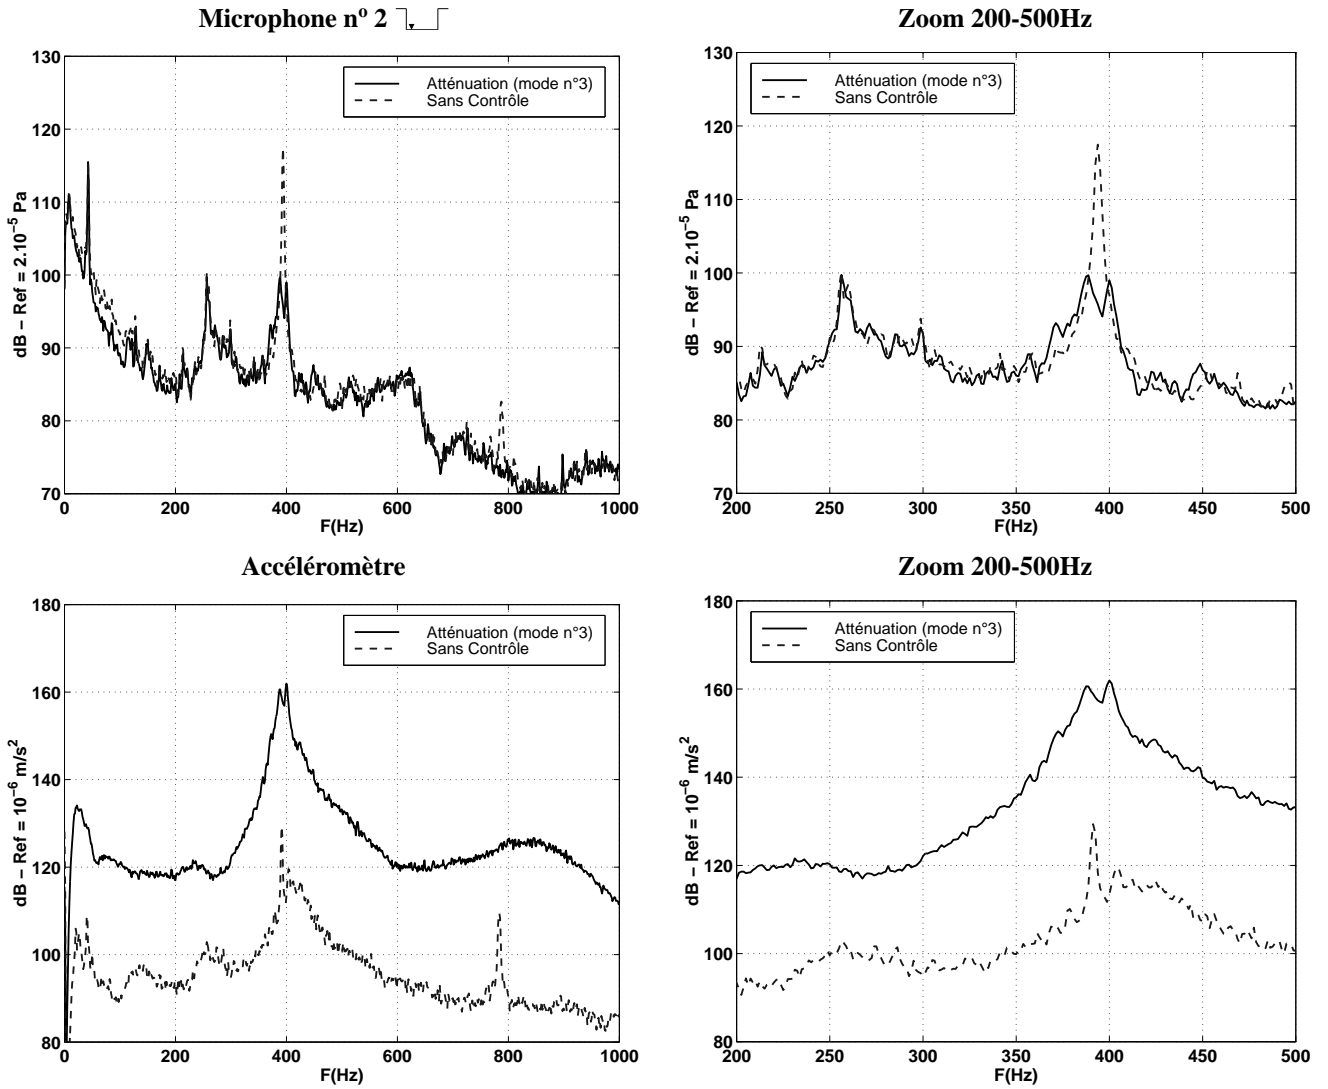 Microphone nº 2
Zoom 200-500Hz
130
120
110
100
90
80
70
dB – Ref = 2.10⁻⁵ Pa
Atténuation (mode n°3)
Sans Contrôle
0 200 400 600 800 1000
F(Hz)
130
120
110
100
90
80
70
dB – Ref = 2.10⁻⁵ Pa
Atténuation (mode n°3)
Sans Contrôle
200 250 300 350 400 450 500
F(Hz)
Accéléromètre
Zoom 200-500Hz
180
160
140
120
100
80
dB – Ref = 10⁻⁶ m/s²
Atténuation (mode n°3)
Sans Contrôle
0 200 400 600 800 1000
F(Hz)
180
160
140
120
100
80
dB – Ref = 10⁻⁶ m/s²
Atténuation (mode n°3)
Sans Contrôle
200 250 300 350 400 450 500
F(Hz)